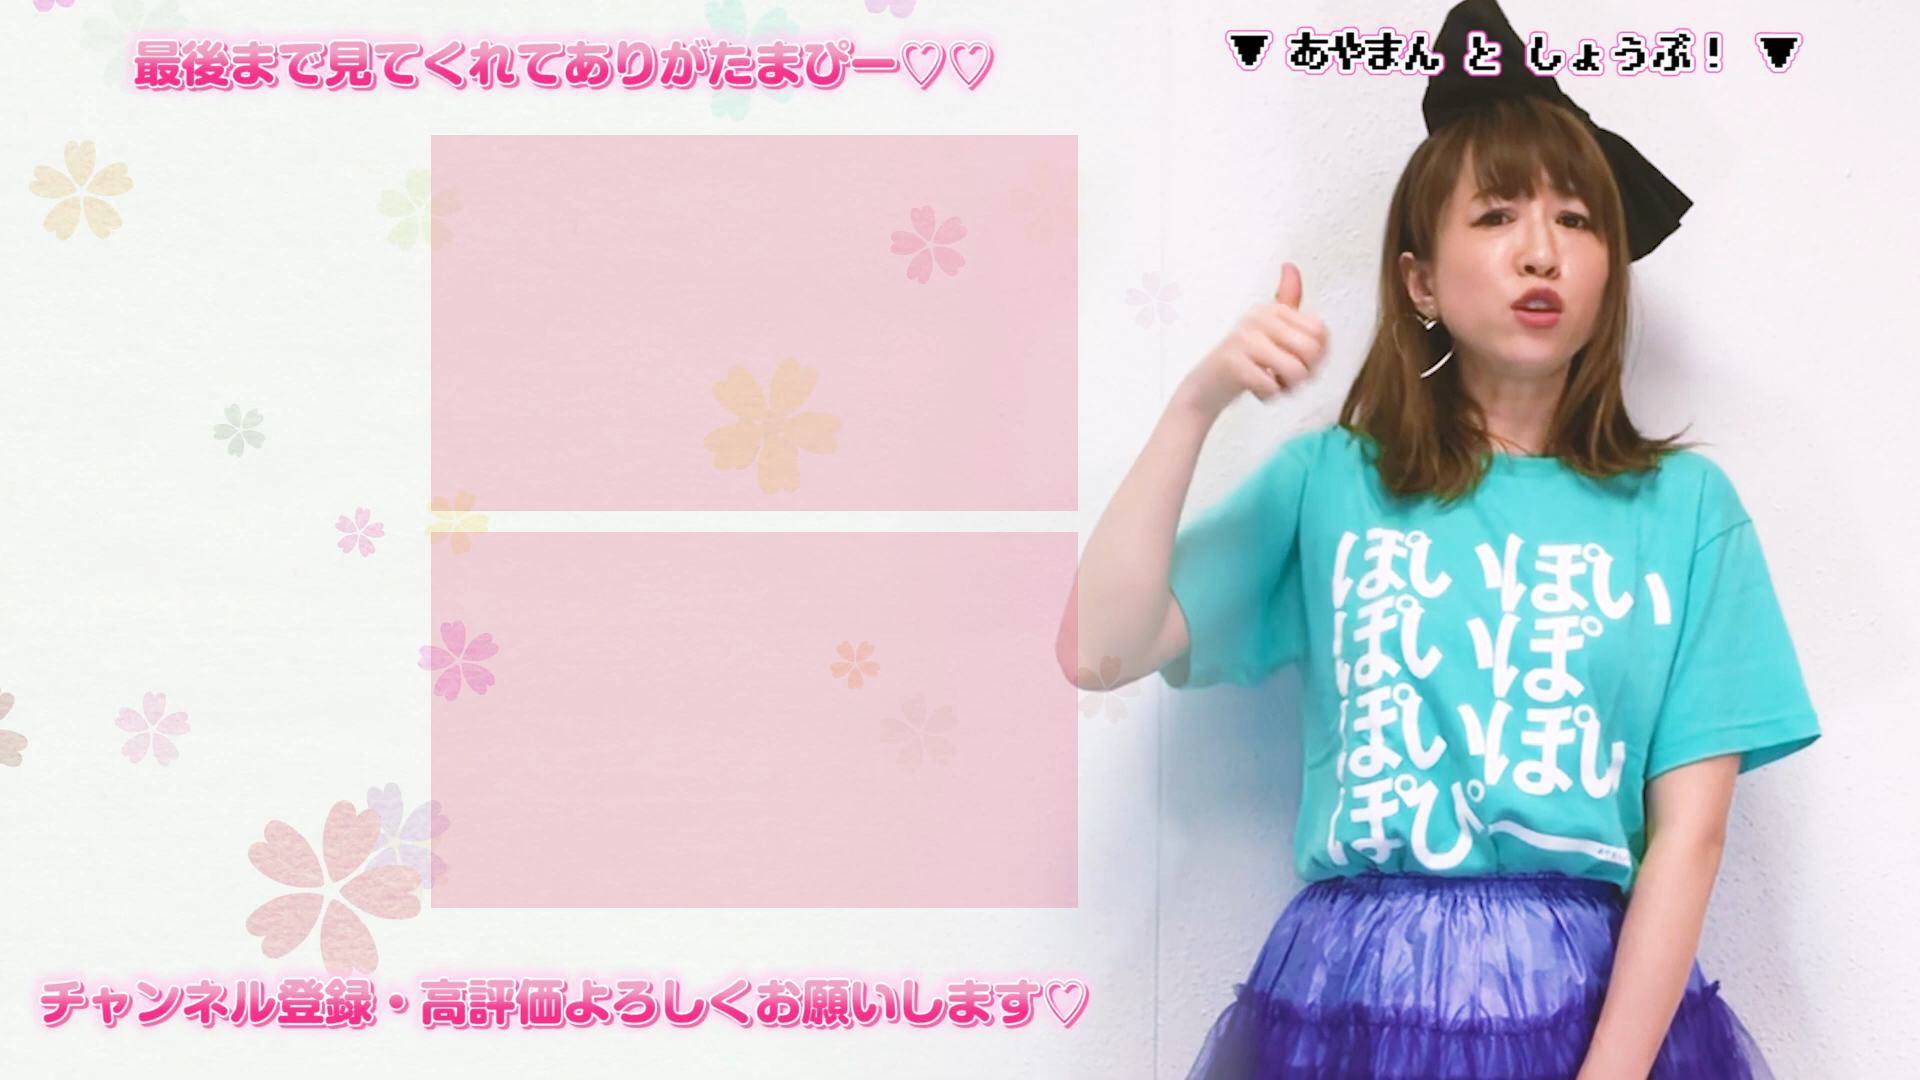 最後まで見てくれてありがたまぴー♡♡
▼ あやまん と しょうぶ! ▼
ぽいぽい
ぽいぽ
ぽいぽい
ぽぴー
チャンネル登録・高評価よろしくお願いします♡